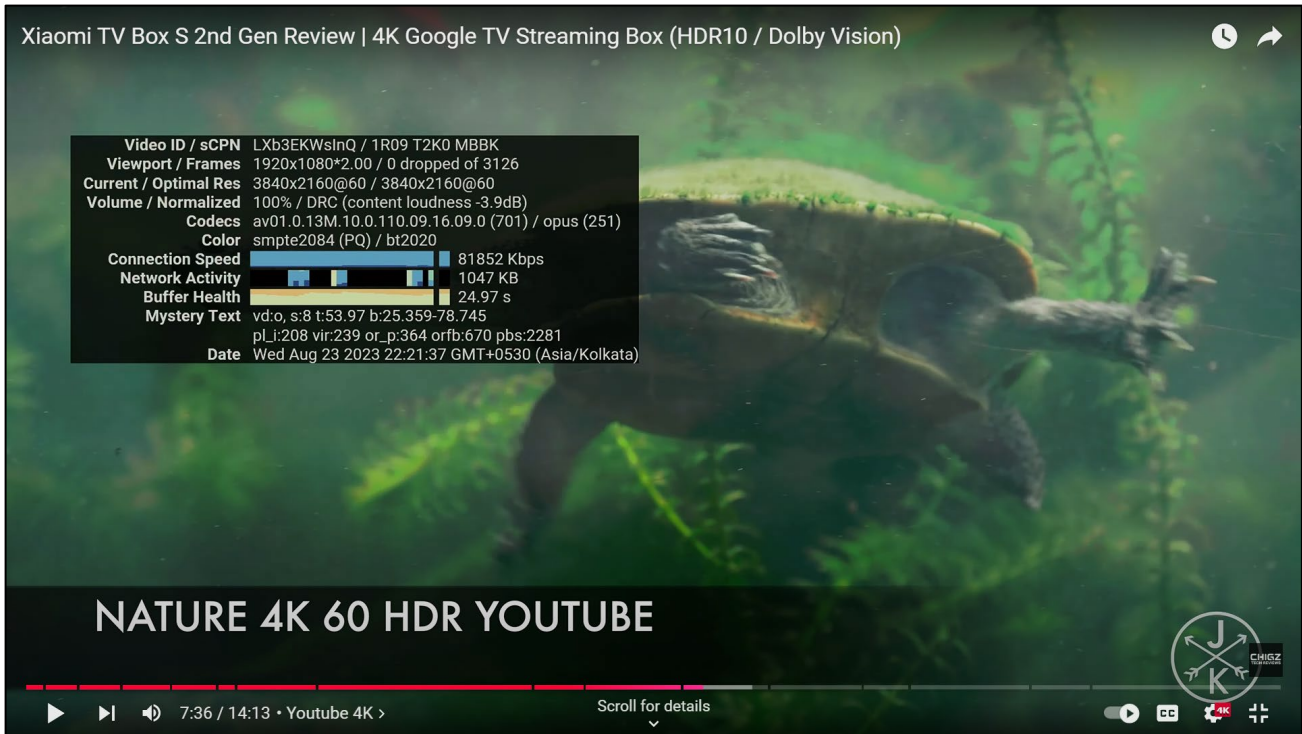 Xiaomi TV Box S 2nd Gen Review | 4K Google TV Streaming Box (HDR10 / Dolby Vision)
Video ID / sCPN LXb3EKWsInQ / 1R09 T2K0 MBBK
Viewport / Frames 1920x1080*2.00 / 0 dropped of 3126
Current / Optimal Res 3840x2160@60 / 3840x2160@60
Volume / Normalized 100% / DRC (content loudness -3.9dB)
Codecs av01.0.13M.10.0.110.09.16.09.0 (701) / opus (251)
Color smpte2084 (PQ) / bt2020
Connection Speed 81852 Kbps
Network Activity 1047 KB
Buffer Health 24.97 s
Mystery Text vd:o, s:8 t:53.97 b:25.359-78.745
pl_i:208 vir:239 or_p:364 orfb:670 pbs:2281
Date Wed Aug 23 2023 22:21:37 GMT+0530 (Asia/Kolkata)
NATURE 4K 60 HDR YOUTUBE
J
K
CHIGZ
TECH REVIEWS
7:36 / 14:13 • Youtube 4K ›
Scroll for details
CC
4K